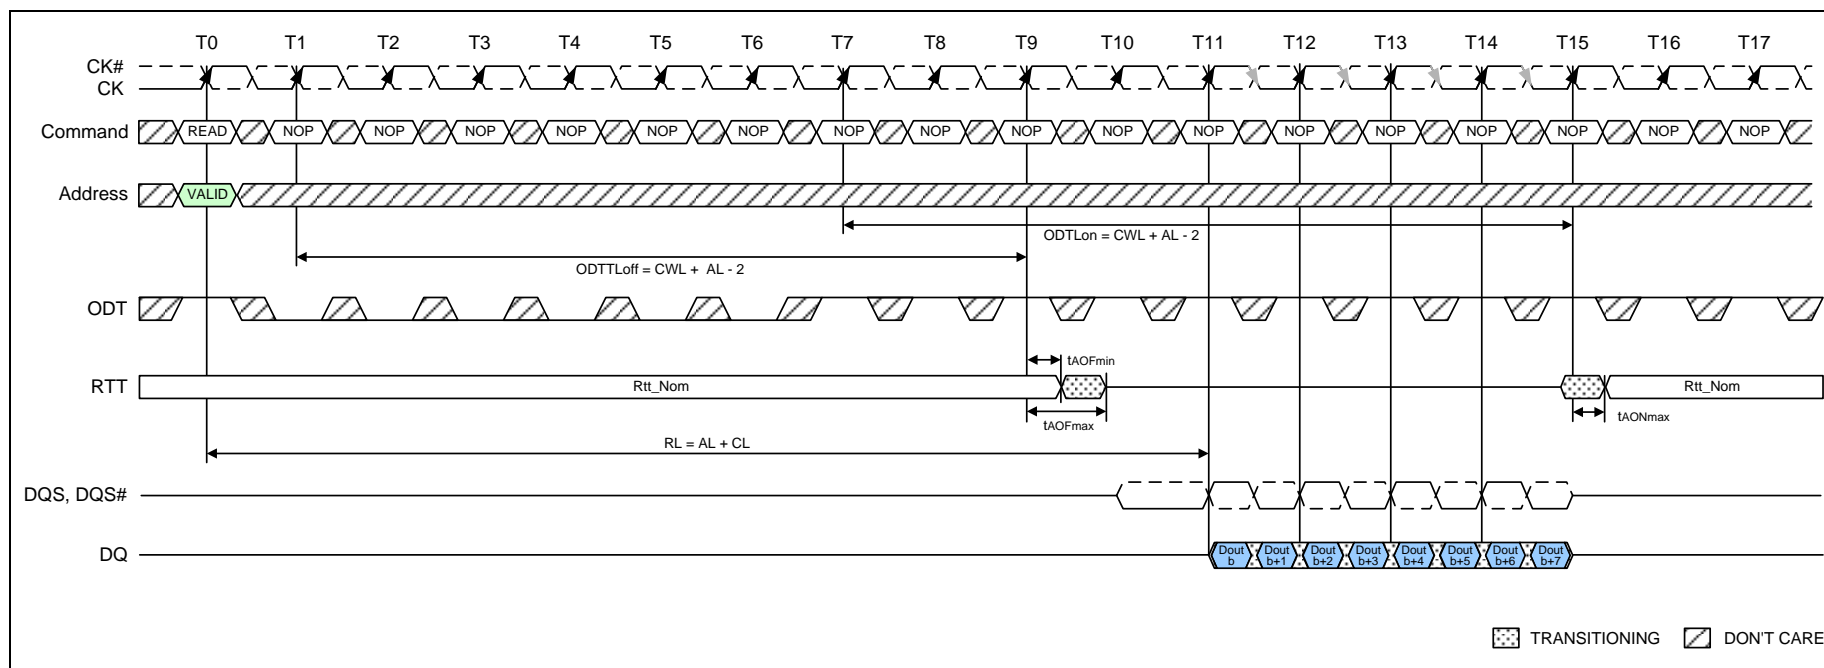 T0 T1 T2 T3 T4 T5 T6 T7 T8 T9 T10 T11 T12 T13 T14 T15 T16 T17
CK#
CK
Command READ NOP NOP NOP NOP NOP NOP NOP NOP NOP NOP NOP NOP NOP NOP NOP NOP NOP
Address VALID
ODTLon = CWL + AL - 2
ODTTLoff = CWL + AL - 2
ODT
tAOFmin
RTT Rtt_Nom Rtt_Nom
tAOFmax tAONmax
RL = AL + CL
DQS, DQS#
DQ Dout Dout Dout Dout Dout Dout Dout Dout
b b+1 b+2 b+3 b+4 b+5 b+6 b+7
TRANSITIONING DON'T CARE